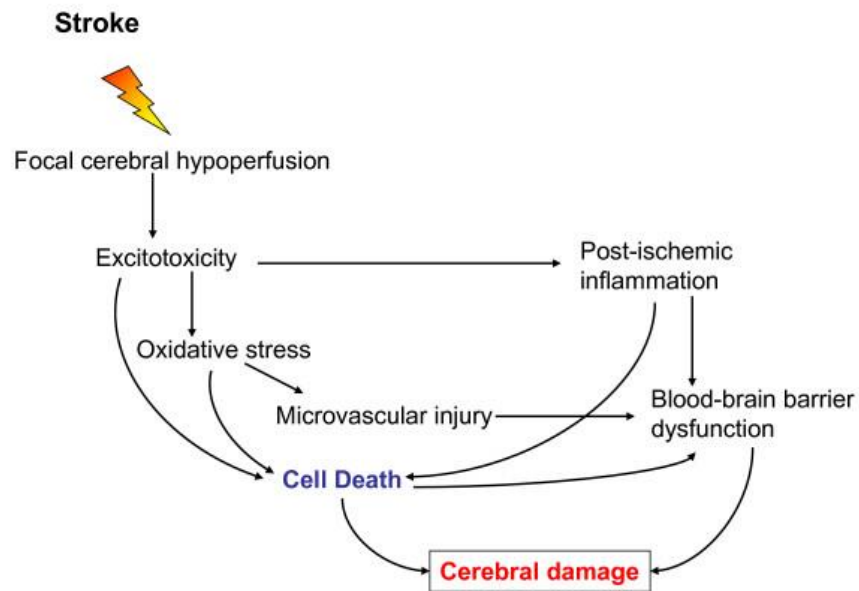 Stroke
Focal cerebral hypoperfusion
Excitotoxicity
Post-ischemic
inflammation
Oxidative stress
Microvascular injury
Blood-brain barrier
dysfunction
Cell Death
Cerebral damage